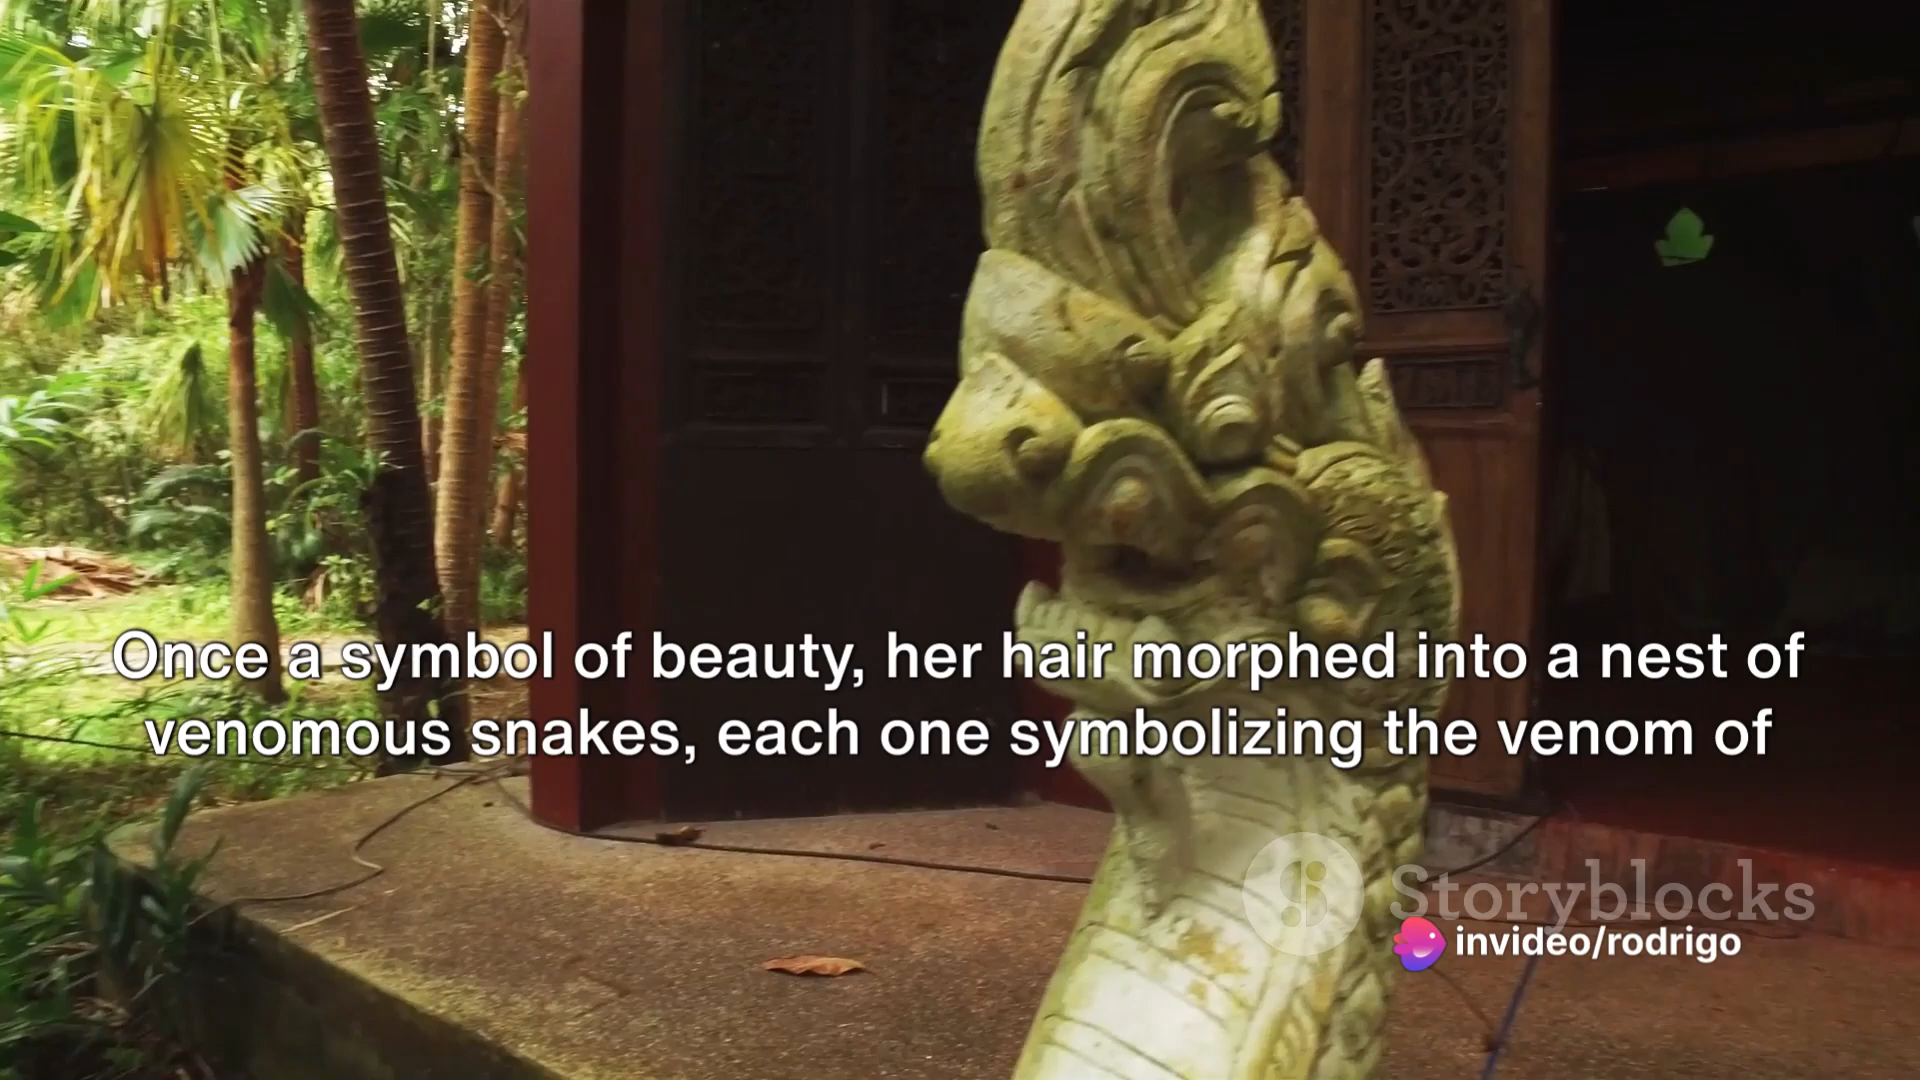 Once a symbol of beauty, her hair morphed into a nest of
venomous snakes, each one symbolizing the venom of
Storyblocks
invideo/rodrigo